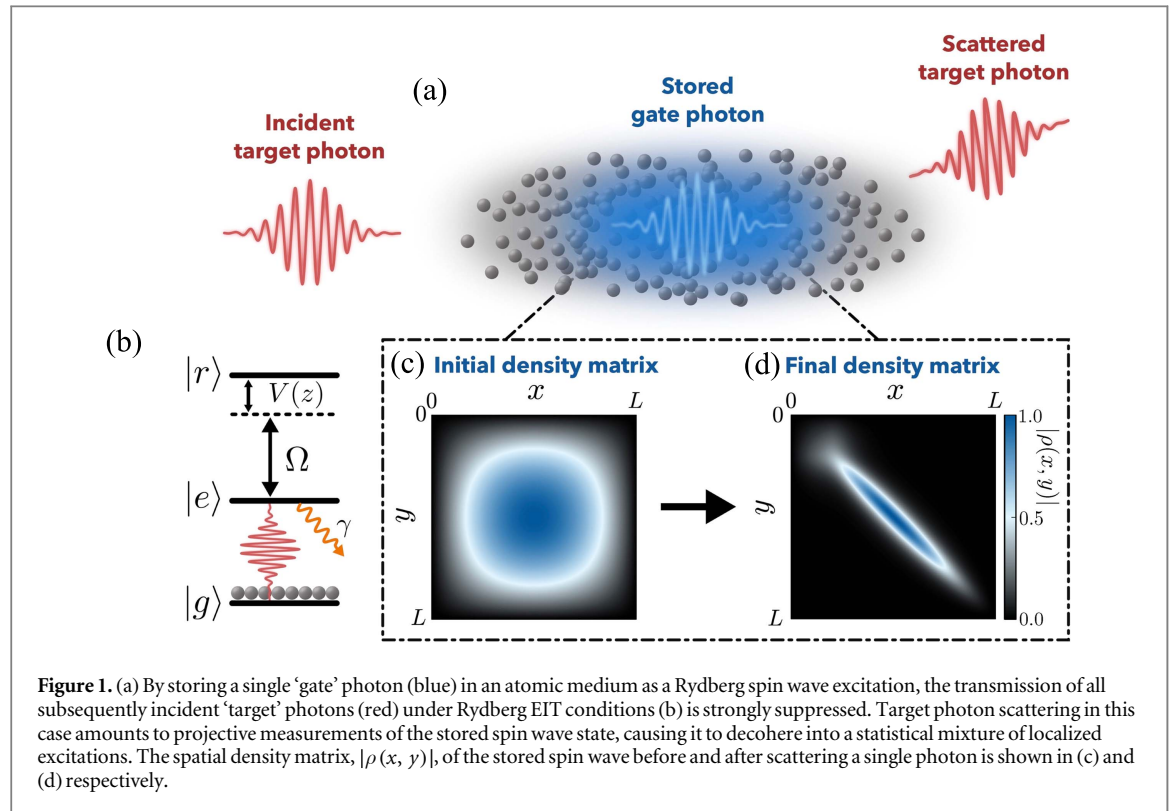 (a)
Incident
target photon
Stored
gate photon
Scattered
target photon
(b)
|r⟩
V(z)
Ω
|e⟩
γ
|g⟩
(c) Initial density matrix
0 x L
0
y
L
(d) Final density matrix
0 x L
0
y
L
1.0
0.5
0.0
|ρ(x, y)|
Figure 1. (a) By storing a single ‘gate’ photon (blue) in an atomic medium as a Rydberg spin wave excitation, the transmission of all
subsequently incident ‘target’ photons (red) under Rydberg EIT conditions (b) is strongly suppressed. Target photon scattering in this
case amounts to projective measurements of the stored spin wave state, causing it to decohere into a statistical mixture of localized
excitations. The spatial density matrix, |ρ(x, y)|, of the stored spin wave before and after scattering a single photon is shown in (c) and
(d) respectively.